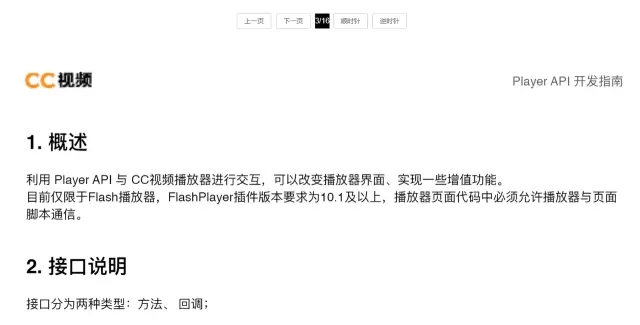 上一页 下一页 3/16 顺时针 逆时针
CC视频 Player API 开发指南
1. 概述
利用 Player API 与 CC视频播放器进行交互，可以改变播放器界面、实现一些增值功能。
目前仅限于Flash播放器，FlashPlayer插件版本要求为10.1及以上，播放器页面代码中必须允许播放器与页面
脚本通信。
2. 接口说明
接口分为两种类型：方法、 回调；